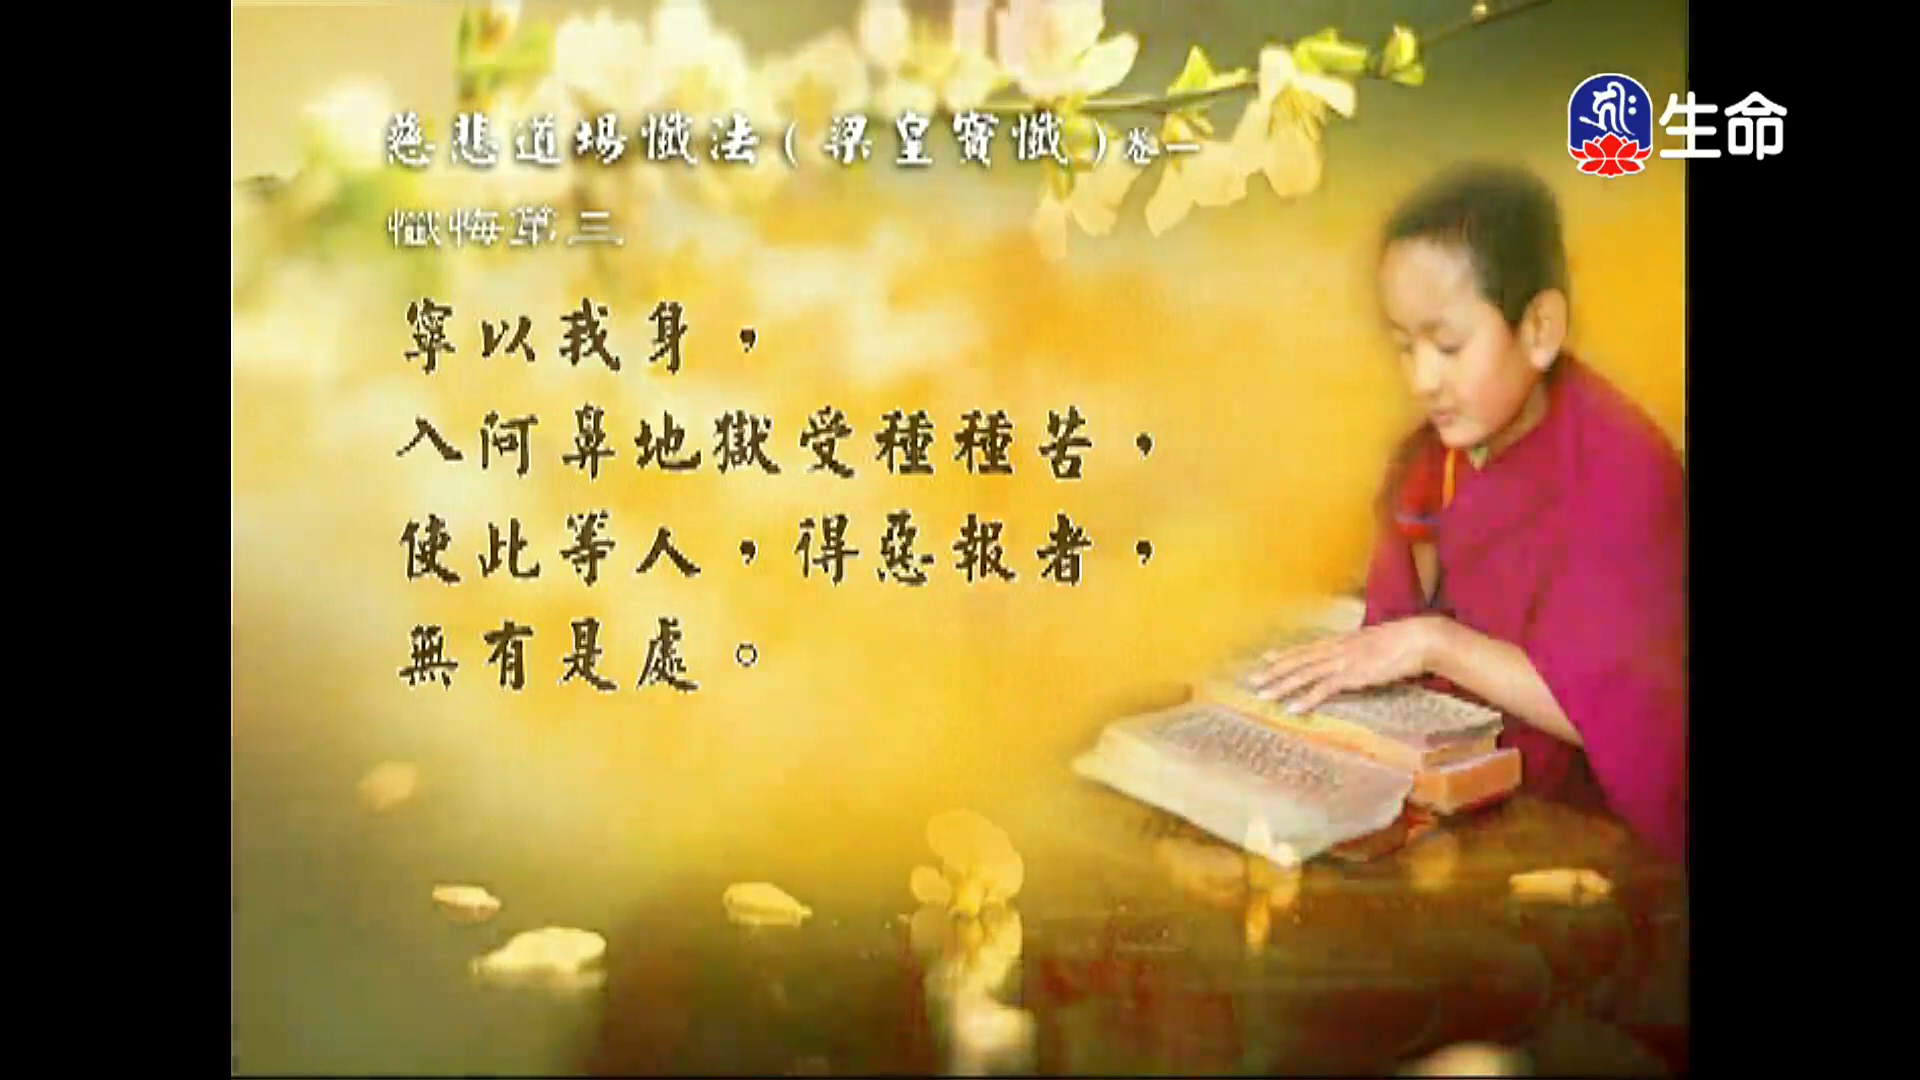 慈悲道場懺法（梁皇寶懺）卷一
生命
懺悔第三
寧以我身，
入阿鼻地獄受種種苦，
使此等人，得惡報者，
無有是處。